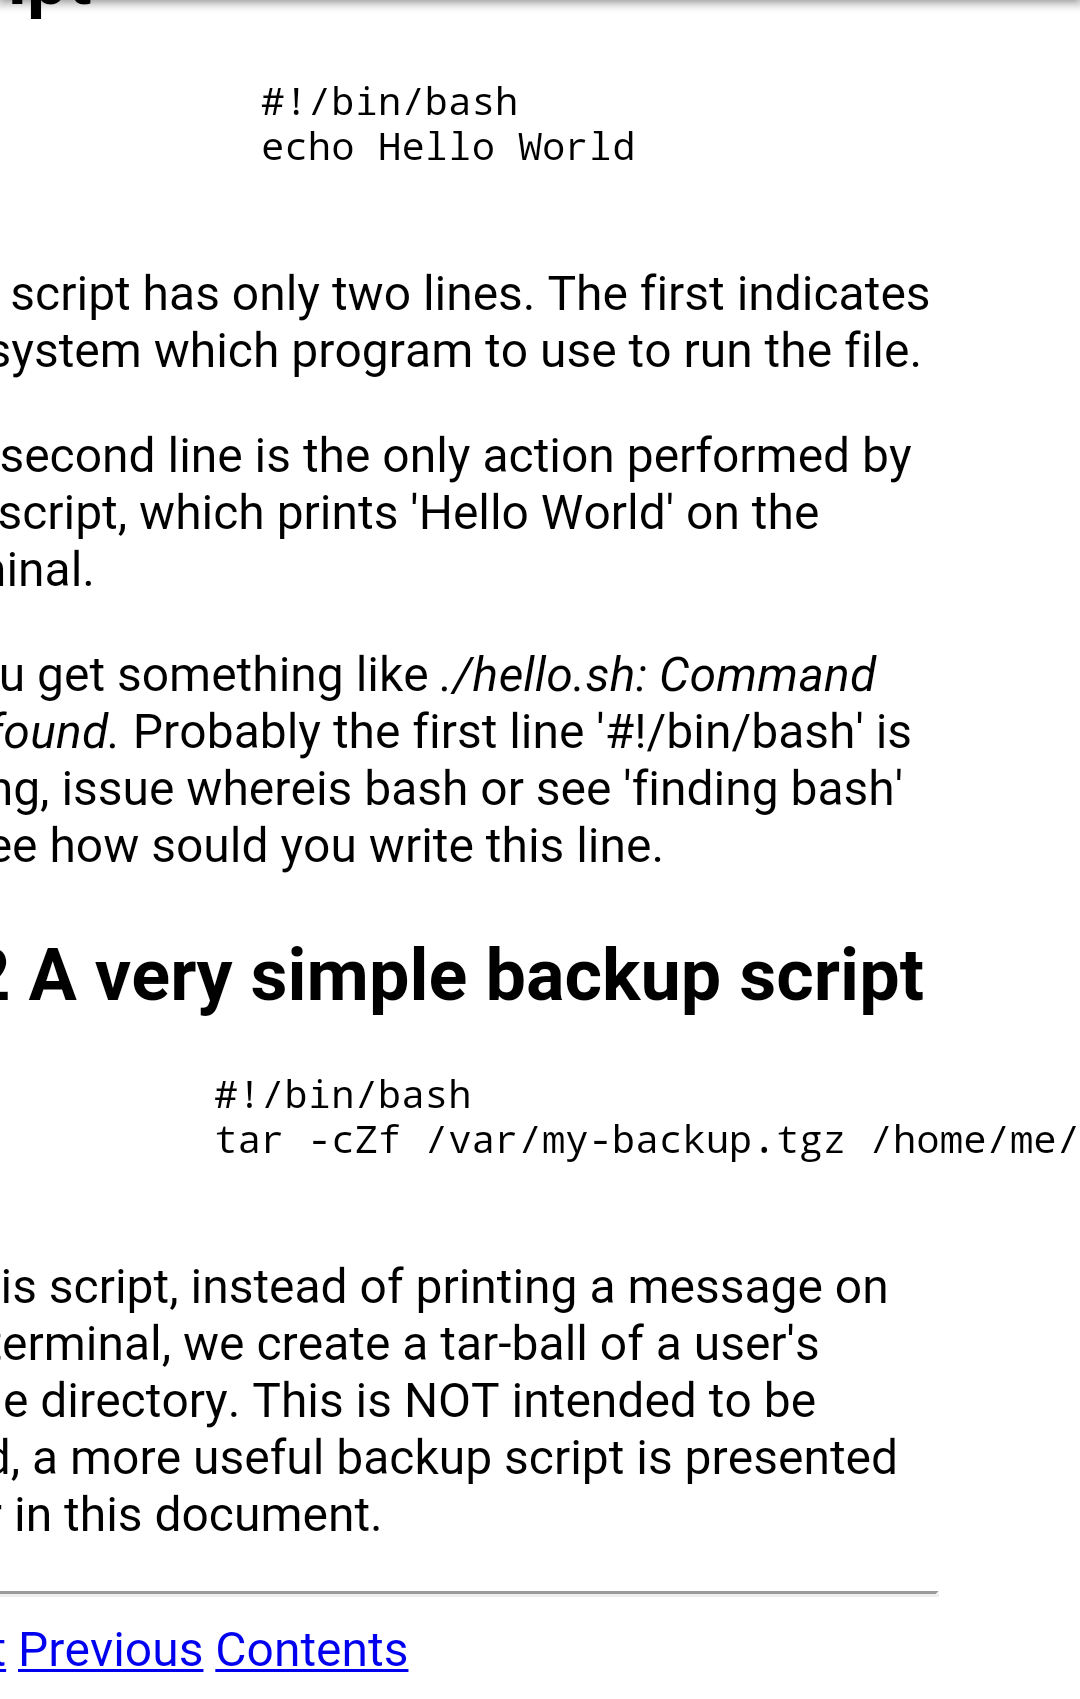 #!/bin/bash
echo Hello World
script has only two lines. The first indicates
system which program to use to run the file.
second line is the only action performed by
script, which prints 'Hello World' on the
inal.
u get something like ./hello.sh: Command
found. Probably the first line '#!/bin/bash' is
ng, issue whereis bash or see 'finding bash'
ee how sould you write this line.
2 A very simple backup script
#!/bin/bash
tar -cZf /var/my-backup.tgz /home/me/
is script, instead of printing a message on
terminal, we create a tar-ball of a user's
e directory. This is NOT intended to be
d, a more useful backup script is presented
r in this document.
t Previous Contents